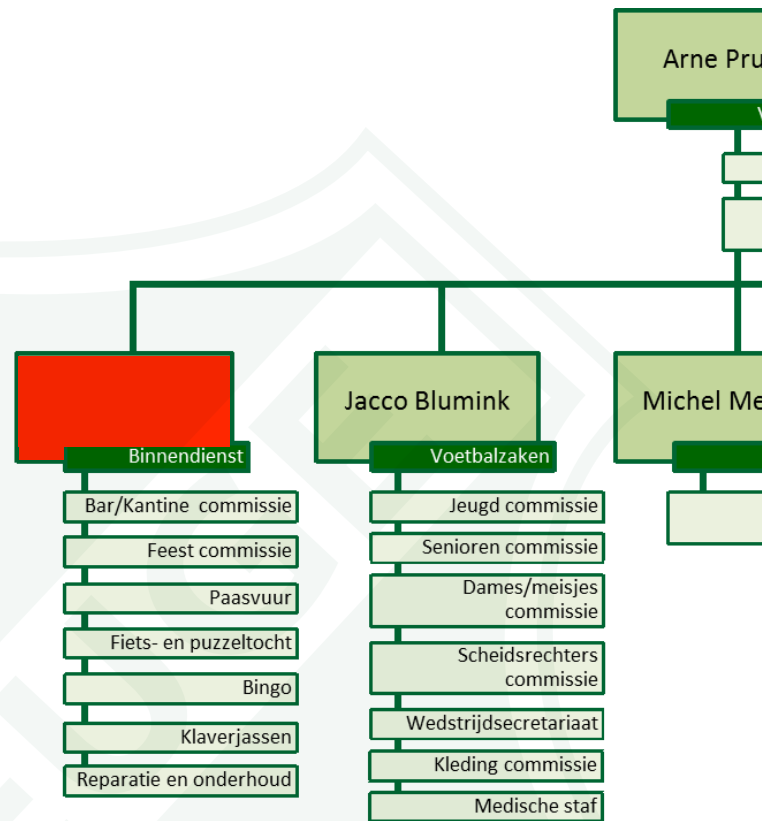 Arne Pru
V
Jacco Blumink
Michel Me
Binnendienst
Voetbalzaken
Bar/Kantine commissie
Feest commissie
Paasvuur
Fiets- en puzzeltocht
Bingo
Klaverjassen
Reparatie en onderhoud
Jeugd commissie
Senioren commissie
Dames/meisjes
commissie
Scheidsrechters
commissie
Wedstrijdsecretariaat
Kleding commissie
Medische staf